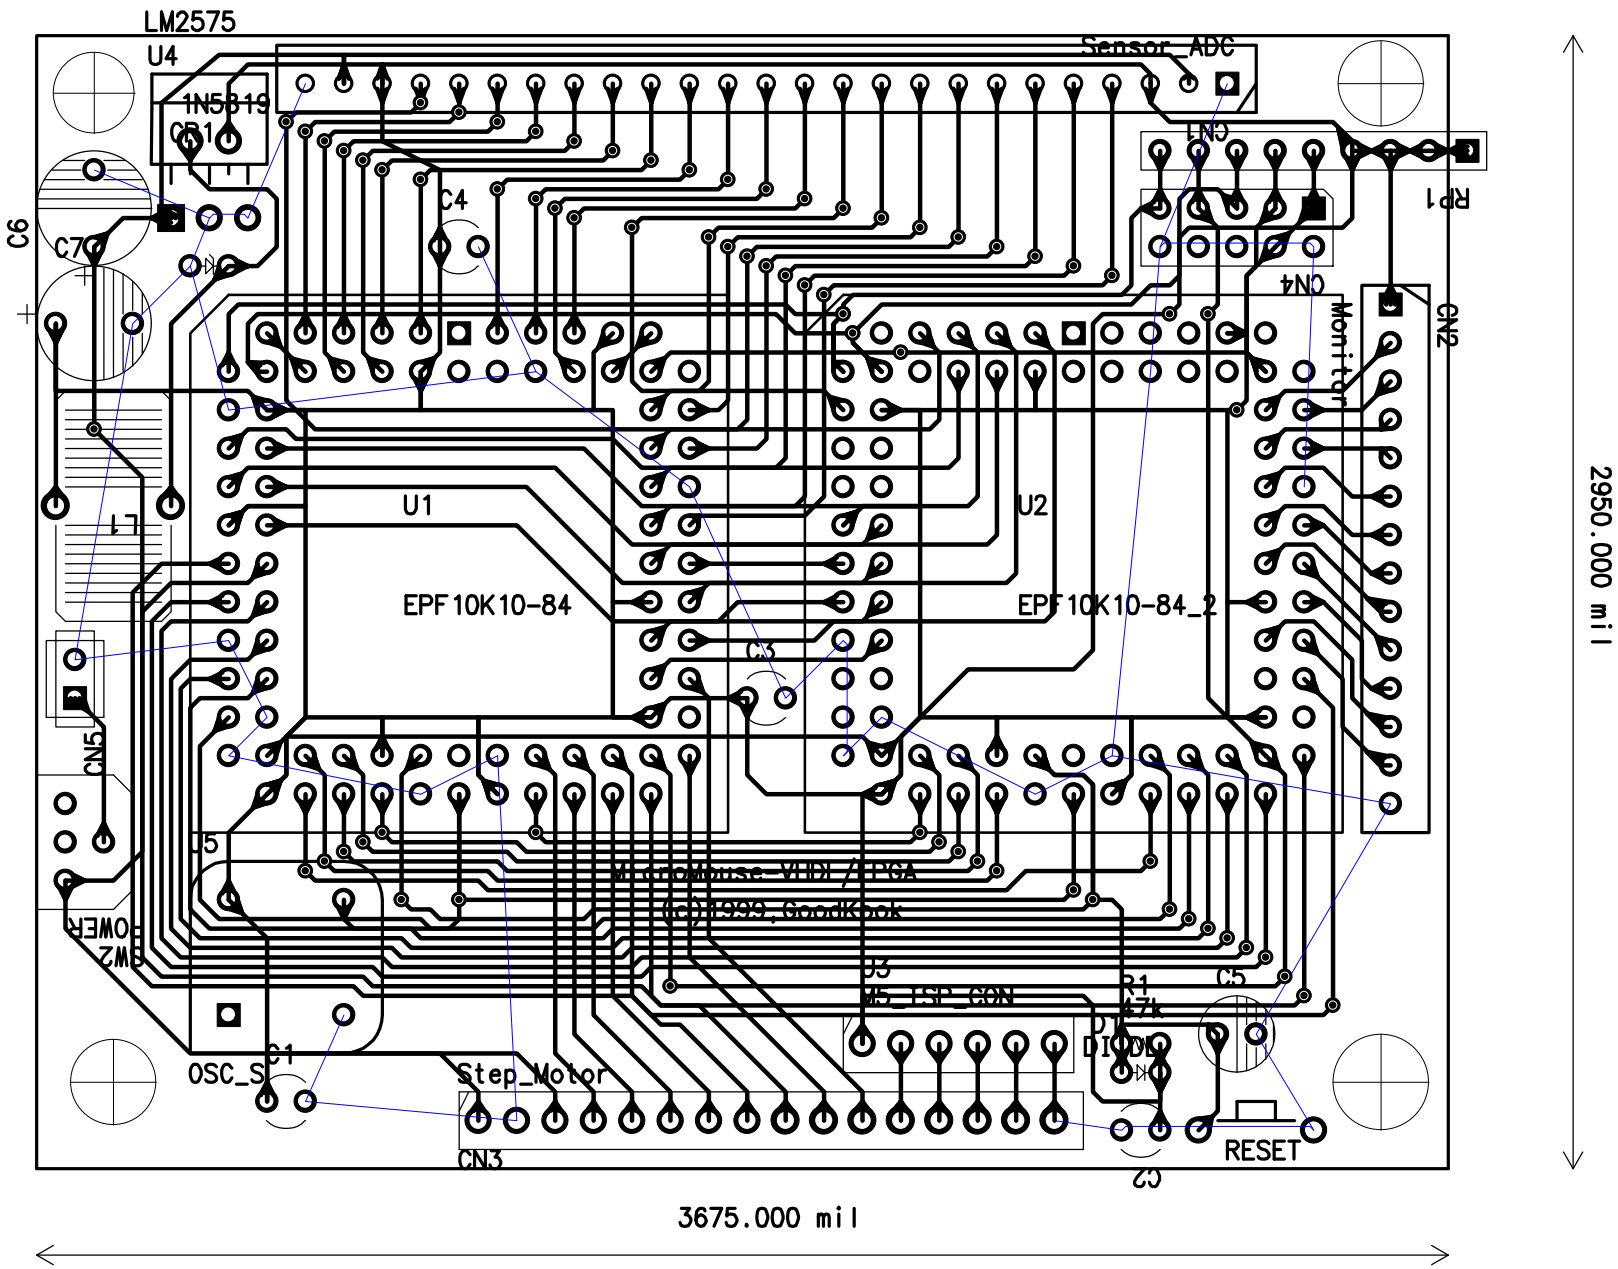 LM2575
U4
Sensor_ADC
1N5819
CR1
CN1
RP1
C4
C6
C7
CN4
Monitor
CN2
U1
U2
L1
2950.000 mil
EPF10K10-84
EPF10K10-84_2
C3
CN5
U5
MicroMouse-VHDL/FPGA
(c)1999,GoodKook
POWER
SW2
U3
M5_ISP_CON
R1
47k
C5
D1
DIODE
C1
OSC_S
Step_Motor
CN3
RESET
C2
3675.000 mil